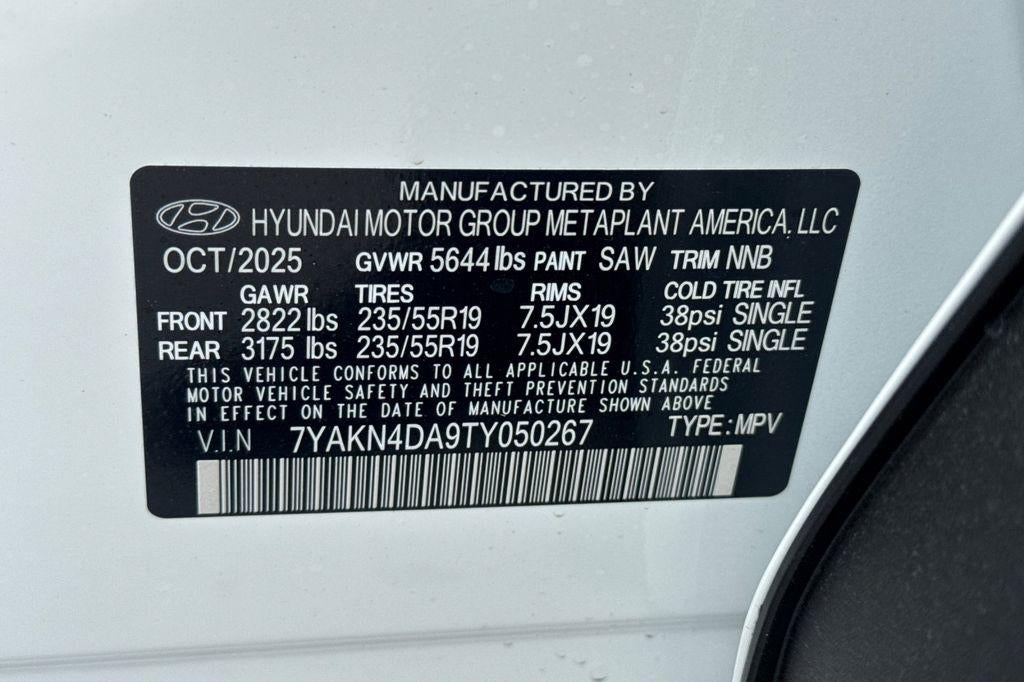 MANUFACTURED BY
HYUNDAI MOTOR GROUP METAPLANT AMERICA, LLC
OCT/2025 GVWR 5644 lbs PAINT SAW TRIM NNB
GAWR TIRES RIMS COLD TIRE INFL
FRONT 2822 lbs 235/55R19 7.5JX19 38psi SINGLE
REAR 3175 lbs 235/55R19 7.5JX19 38psi SINGLE
THIS VEHICLE CONFORMS TO ALL APPLICABLE U.S.A. FEDERAL
MOTOR VEHICLE SAFETY AND THEFT PREVENTION STANDARDS
IN EFFECT ON THE DATE OF MANUFACTURE SHOWN ABOVE
V.I.N 7YAKN4DA9TY050267 TYPE: MPV